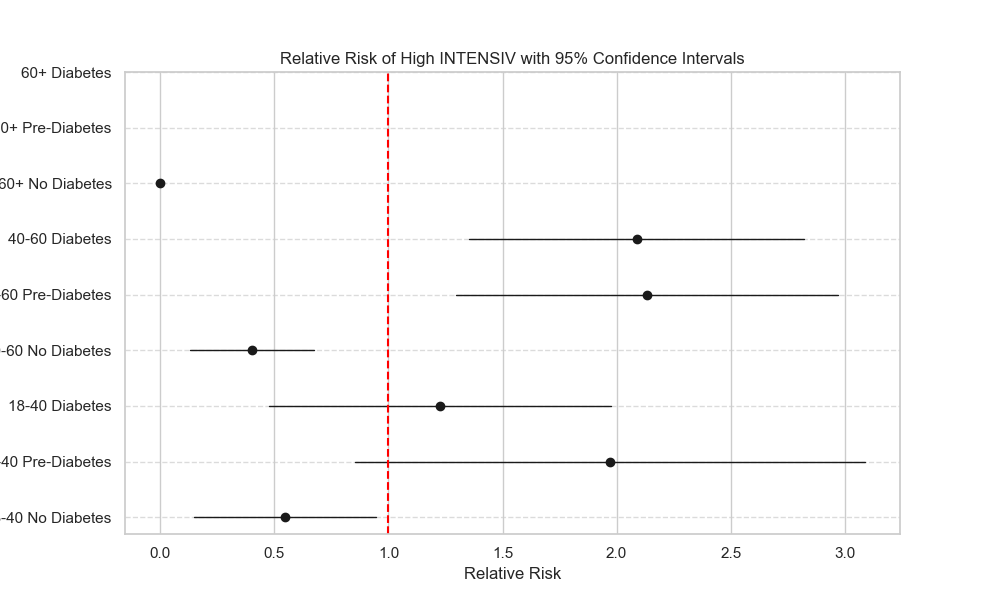 Relative Risk of High INTENSIV with 95% Confidence Intervals
60+ Diabetes
0+ Pre-Diabetes
60+ No Diabetes
40-60 Diabetes
-60 Pre-Diabetes
-60 No Diabetes
18-40 Diabetes
-40 Pre-Diabetes
-40 No Diabetes
0.0 0.5 1.0 1.5 2.0 2.5 3.0
Relative Risk